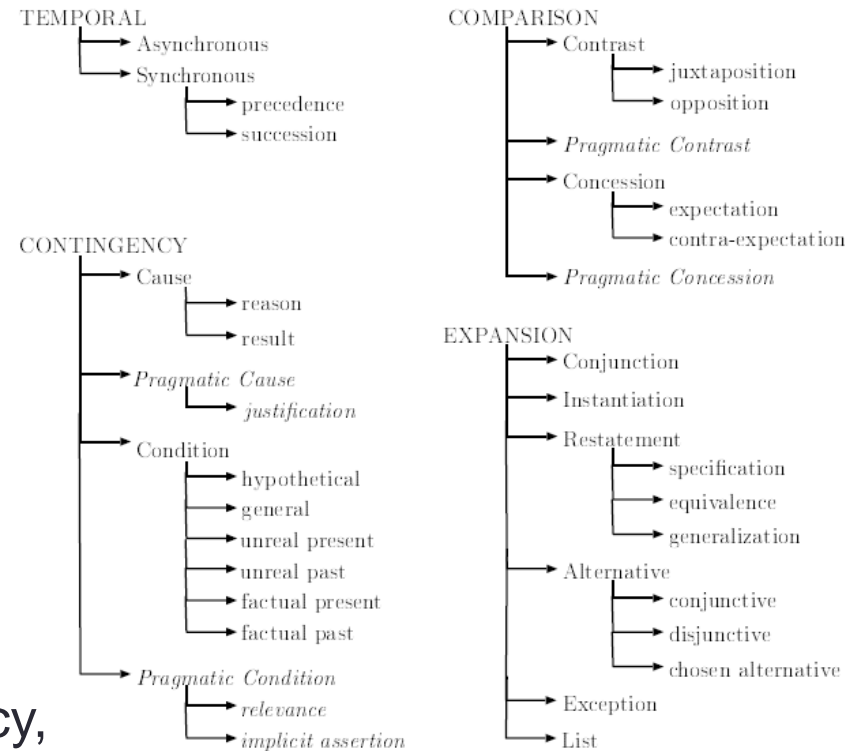 TEMPORAL
Asynchronous
Synchronous
precedence
succession
CONTINGENCY
Cause
reason
result
Pragmatic Cause
justification
Condition
hypothetical
general
unreal present
unreal past
factual present
factual past
Pragmatic Condition
relevance
implicit assertion
cy,
COMPARISON
Contrast
juxtaposition
opposition
Pragmatic Contrast
Concession
expectation
contra-expectation
Pragmatic Concession
EXPANSION
Conjunction
Instantiation
Restatement
specification
equivalence
generalization
Alternative
conjunctive
disjunctive
chosen alternative
Exception
List